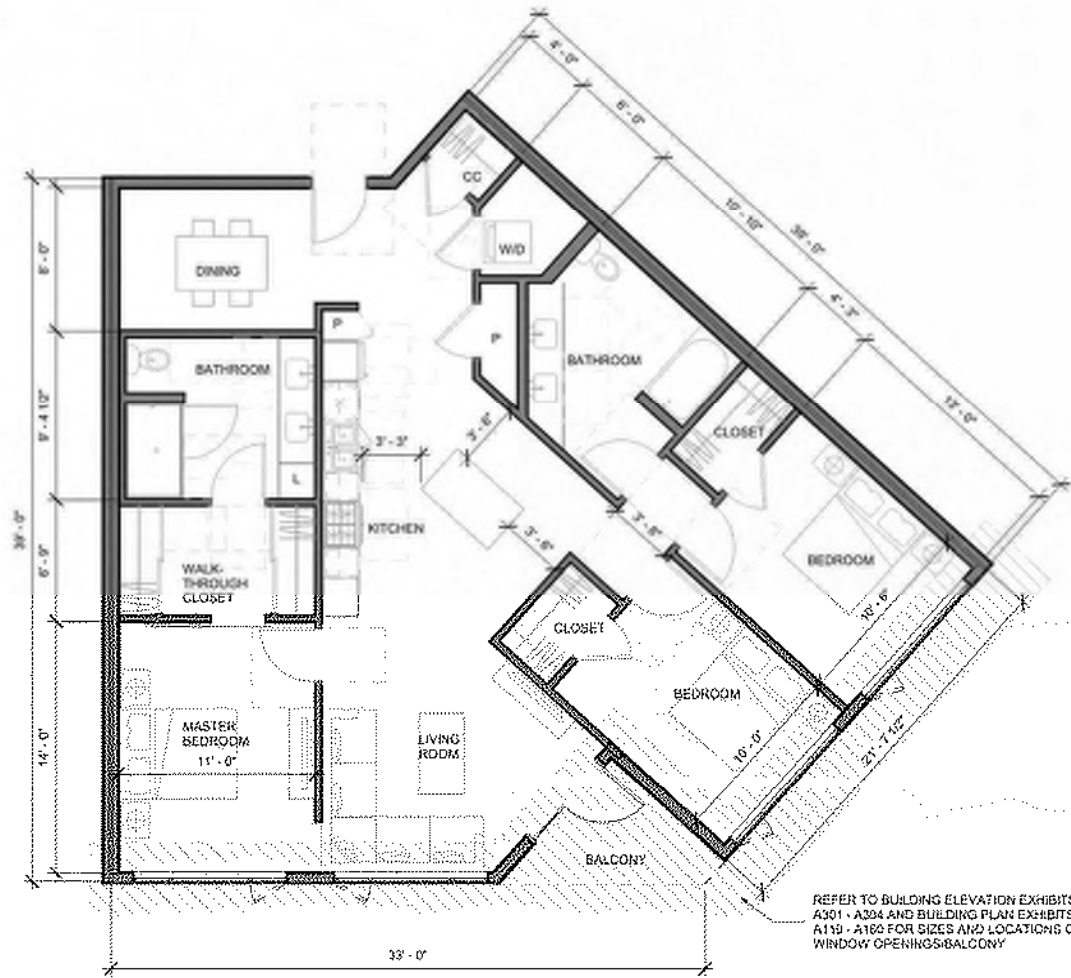 4' - 0"
6' - 0"
10' - 10"
39' - 0"
4' - 3"
13' - 0"
CC
W/D
DINING
8' - 0"
P
P
BATHROOM
BATHROOM
9' - 4 1/2"
3' - 3"
3' - 6"
CLOSET
L
KITCHEN
3' - 6"
3' - 6"
39' - 0"
6' - 9"
WALK-
THROUGH
CLOSET
BEDROOM
10' - 6"
CLOSET
BEDROOM
MASTER
BEDROOM
11' - 0"
LIVING
ROOM
14' - 0"
10' - 0"
21' - 7 1/2"
BALCONY
REFER TO BUILDING ELEVATION EXHIBITS
A301 - A304 AND BUILDING PLAN EXHIBITS
A119 - A160 FOR SIZES AND LOCATIONS O
WINDOW OPENINGS/BALCONY
33' - 0"